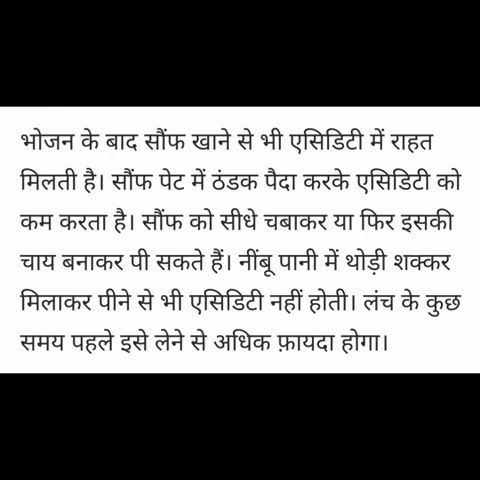 भोजन के बाद सौंफ खाने से भी एसिडिटी में राहत
मिलती है। सौंफ पेट में ठंडक पैदा करके एसिडिटी को
कम करता है। सौंफ को सीधे चबाकर या फिर इसकी
चाय बनाकर पी सकते हैं। नींबू पानी में थोड़ी शक्कर
मिलाकर पीने से भी एसिडिटी नहीं होती। लंच के कुछ
समय पहले इसे लेने से अधिक फ़ायदा होगा।